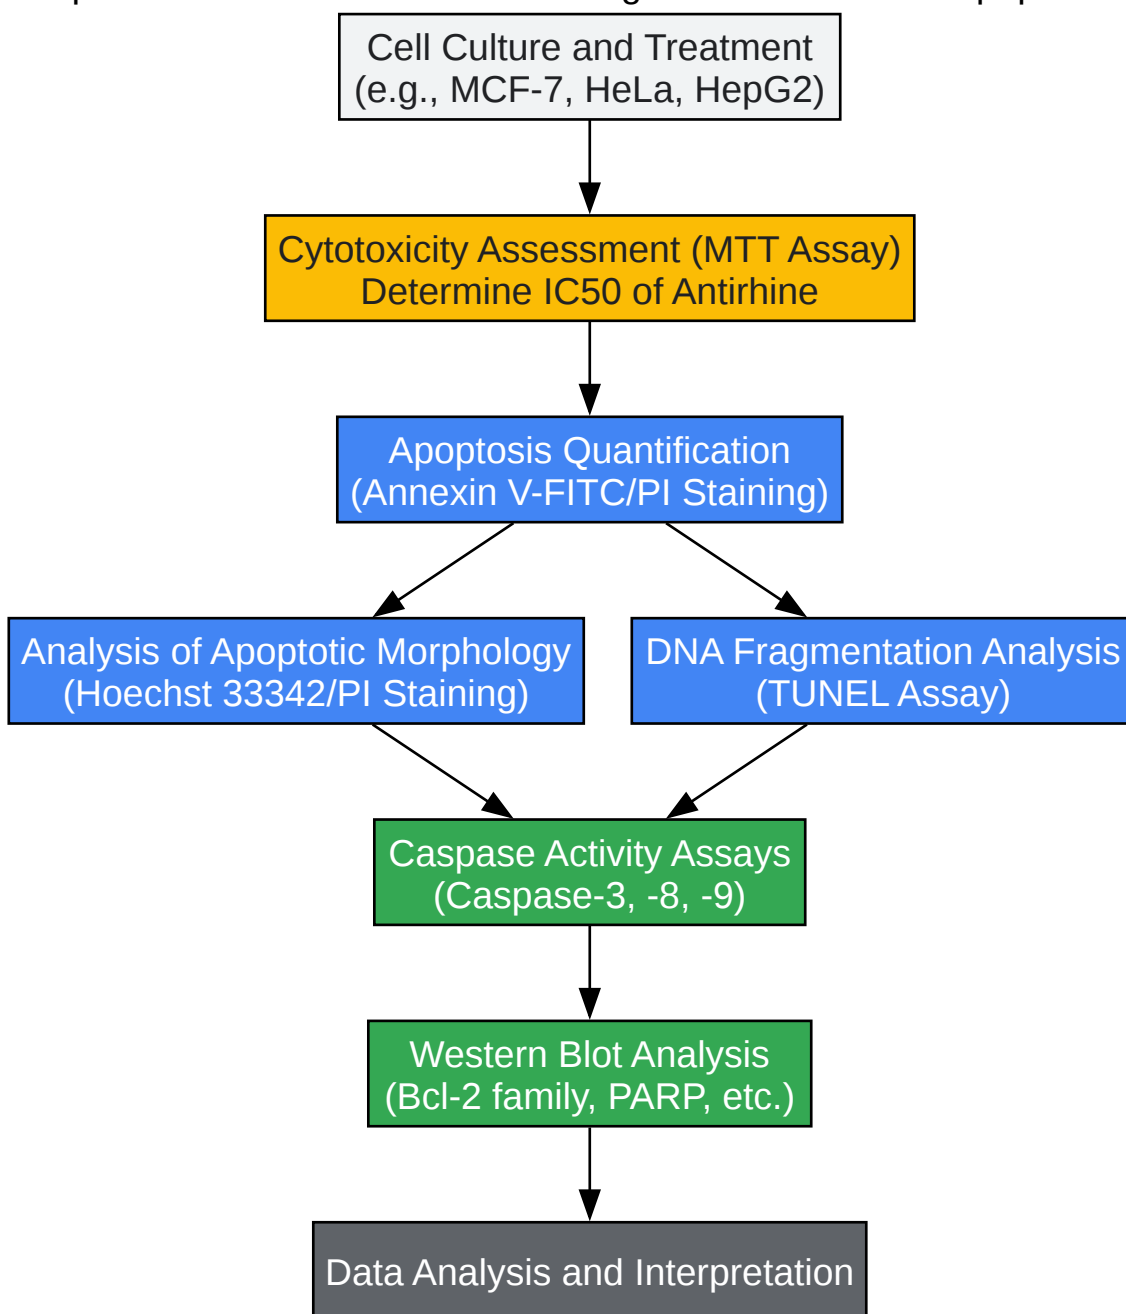 Cell Culture and Treatment
(e.g., MCF-7, HeLa, HepG2)
Cytotoxicity Assessment (MTT Assay)
Determine IC50 of Antirhine
Apoptosis Quantification
(Annexin V-FITC/PI Staining)
Analysis of Apoptotic Morphology
(Hoechst 33342/PI Staining)
DNA Fragmentation Analysis
(TUNEL Assay)
Caspase Activity Assays
(Caspase-3, -8, -9)
Western Blot Analysis
(Bcl-2 family, PARP, etc.)
Data Analysis and Interpretation